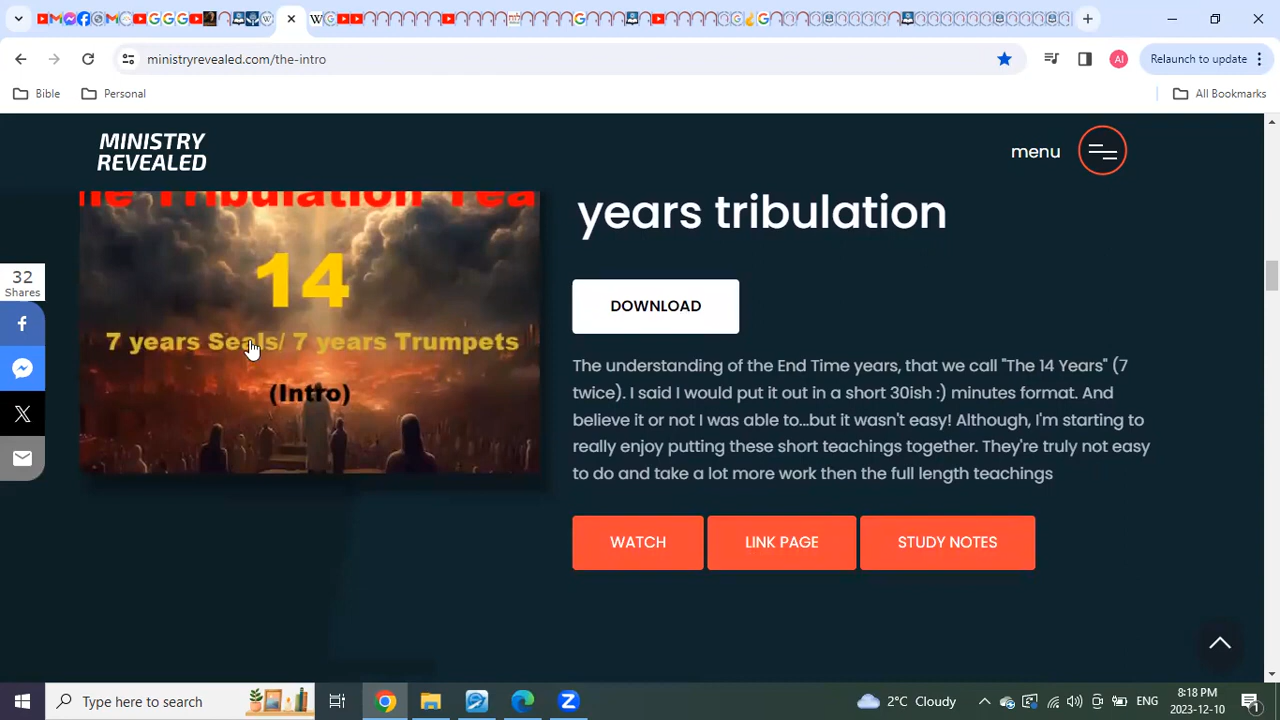 ministryrevealed.com/the-intro
AI
Relaunch to update
Bible
Personal
All Bookmarks
MINISTRY
REVEALED
menu
The Tribulation Yea
14
7 years Seals/ 7 years Trumpets
(Intro)
32
Shares
years tribulation
DOWNLOAD
The understanding of the End Time years, that we call "The 14 Years" (7
twice). I said I would put it out in a short 30ish :) minutes format. And
believe it or not I was able to...but it wasn't easy! Although, I'm starting to
really enjoy putting these short teachings together. They're truly not easy
to do and take a lot more work then the full length teachings
WATCH
LINK PAGE
STUDY NOTES
Type here to search
2°C Cloudy
ENG
8:18 PM
2023-12-10